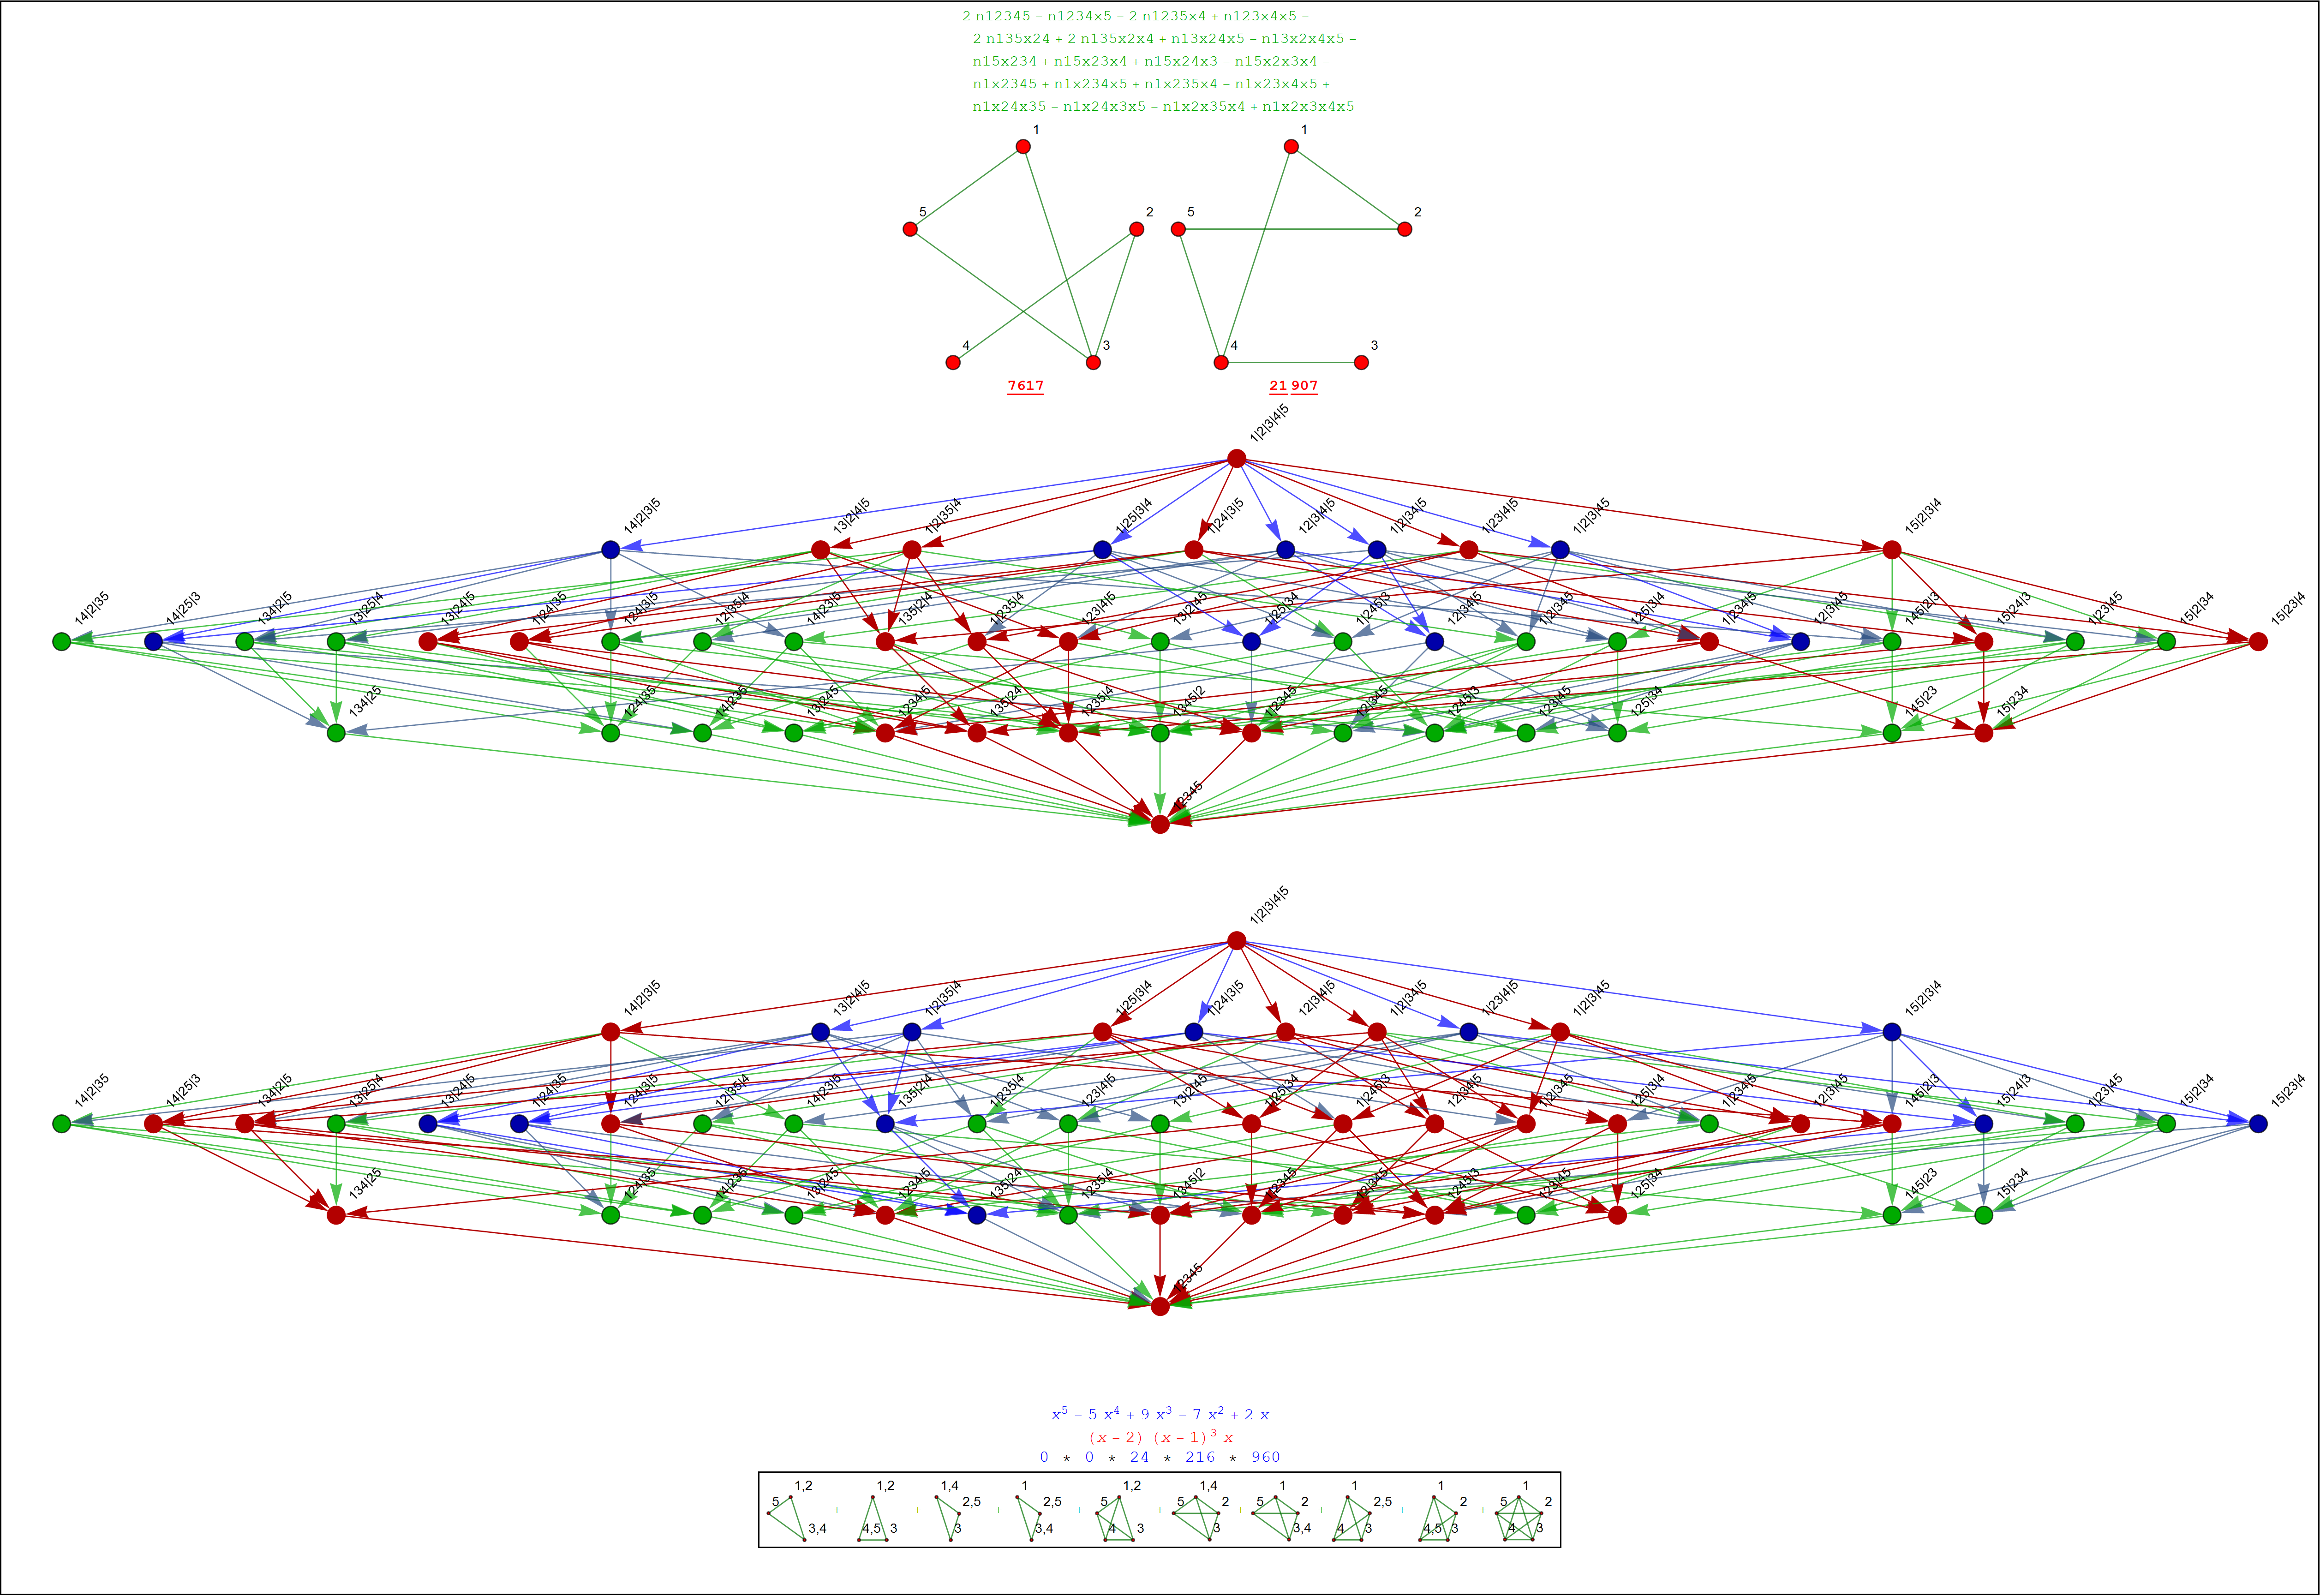 2 n12345 – n1234x5 – 2 n1235x4 + n123x4x5 –
2 n135x24 + 2 n135x2x4 + n13x24x5 – n13x2x4x5 –
n15x234 + n15x23x4 + n15x24x3 – n15x2x3x4 –
n1x2345 + n1x234x5 + n1x235x4 – n1x23x4x5 +
n1x24x35 – n1x24x3x5 – n1x2x35x4 + n1x2x3x4x5
1 1
5 2 5 2
4 3 4 3
7617 21 907
1|2|3|4|5
14|2|3|5 13|2|4|5 1|2|35|4 1|25|3|4 1|24|3|5 12|3|4|5 1|2|34|5 1|23|4|5 1|2|3|45 15|2|3|4
14|2|35 14|25|3 134|2|5 13|25|4 13|24|5 1|24|35 124|3|5 12|35|4 14|23|5 135|2|4 1|235|4 123|4|5 13|2|45 1|25|34 1|245|3 12|34|5 1|2|345 125|3|4 1|234|5 12|3|45 145|2|3 15|24|3 1|23|45 15|2|34 15|23|4
134|25 124|35 14|235 13|245 1234|5 135|24 1235|4 1345|2 1|2345 12|345 1245|3 123|45 125|34 145|23 15|234
12345
1|2|3|4|5
14|2|3|5 13|2|4|5 1|2|35|4 1|25|3|4 1|24|3|5 12|3|4|5 1|2|34|5 1|23|4|5 1|2|3|45 15|2|3|4
14|2|35 14|25|3 134|2|5 13|25|4 13|24|5 1|24|35 124|3|5 12|35|4 14|23|5 135|2|4 1|235|4 123|4|5 13|2|45 1|25|34 1|245|3 12|34|5 1|2|345 125|3|4 1|234|5 12|3|45 145|2|3 15|24|3 1|23|45 15|2|34 15|23|4
134|25 124|35 14|235 13|245 1234|5 135|24 1235|4 1345|2 1|2345 12|345 1245|3 123|45 125|34 145|23 15|234
12345
x⁵ – 5 x⁴ + 9 x³ – 7 x² + 2 x
(x – 2) (x – 1)³ x
0 * 0 * 24 * 216 * 960
1,2 1,2 1,4 1 1,2 1,4 1 1 1 1
5 + + 2,5 + 2,5 + 5 + 5 2 + 5 2 + 2,5 + 2 + 5 2
3,4 4,5 3 3 3,4 4 3 3 3,4 4 3 4,5 3 4 3